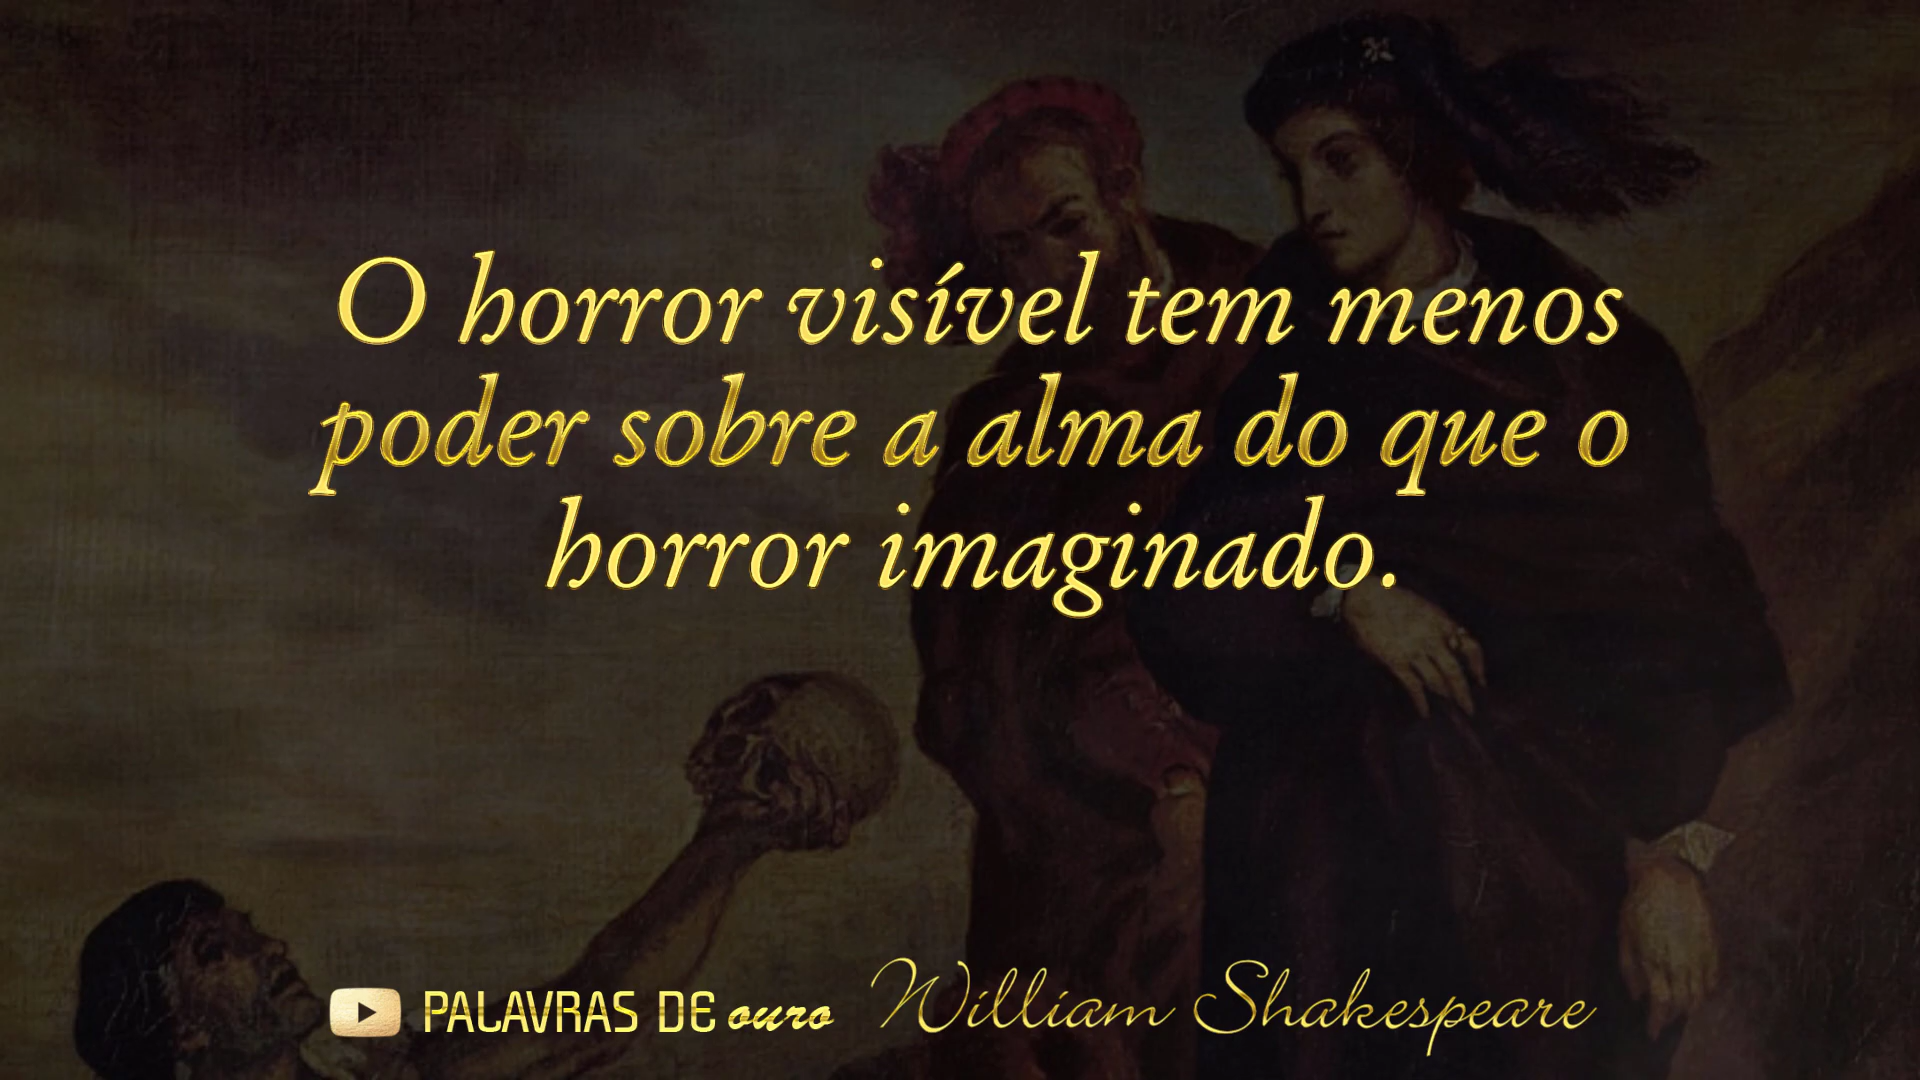 O horror visível tem menos
poder sobre a alma do que o
horror imaginado.
PALAVRAS DE ouro William Shakespeare